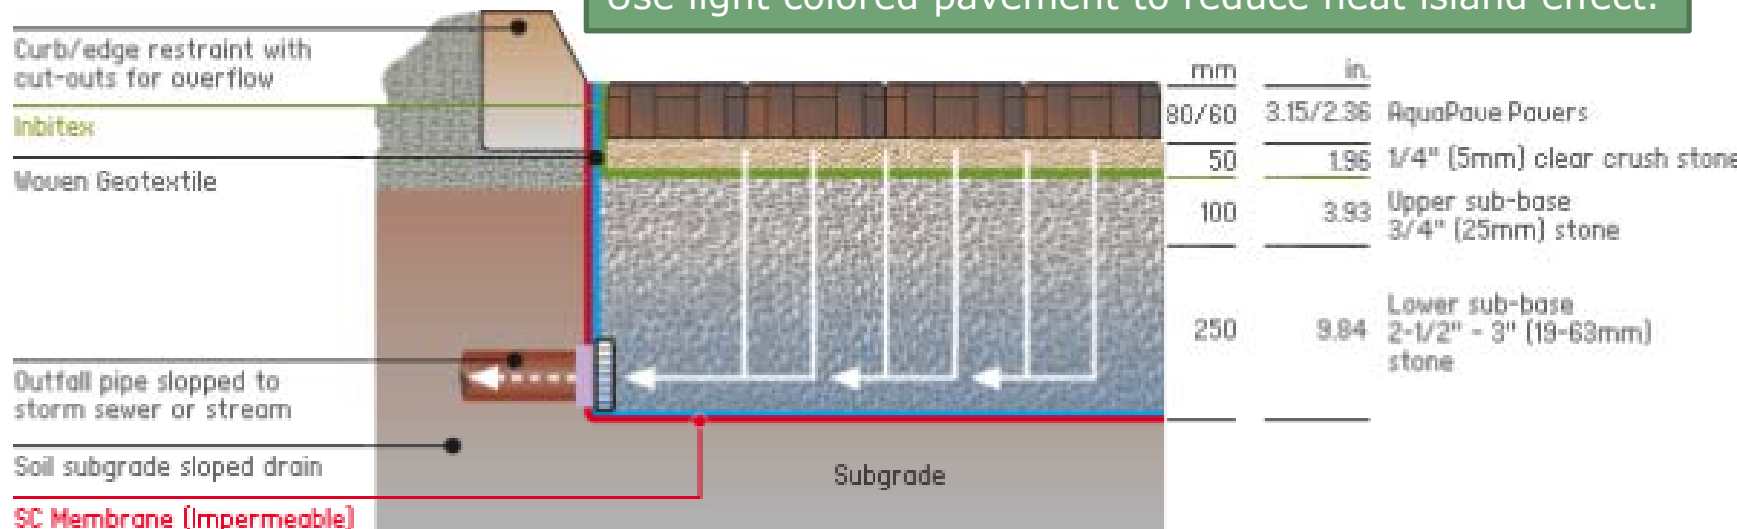 Use light colored pavement to reduce heat island effect.
Curb/edge restraint with
cut-outs for overflow
Inbitex
Woven Geotextile
Outfall pipe slopped to
storm sewer or stream
Soil subgrade sloped drain
SC Membrane (Impermeable)
Subgrade
mm in.
80/60 3.15/2.36 AquaPave Pavers
50 1.96 1/4" (5mm) clear crush stone
100 3.93 Upper sub-base
3/4" (25mm) stone
250 9.84 Lower sub-base
2-1/2" - 3" (19-63mm)
stone